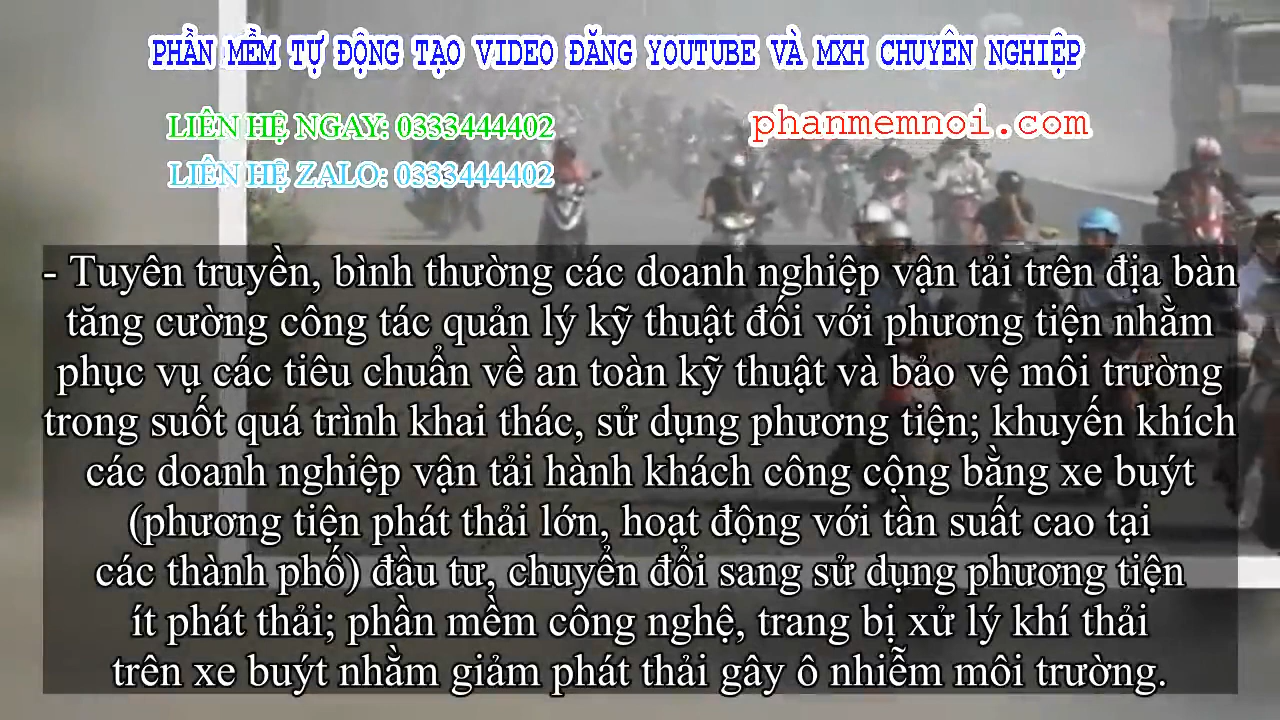 PHẦN MỀM TỰ ĐỘNG TẠO VIDEO ĐĂNG YOUTUBE VÀ MXH CHUYÊN NGHIỆP
LIÊN HỆ NGAY: 0333444402
phanmemnoi.com
LIÊN HỆ ZALO: 0333444402
- Tuyên truyền, bình thường các doanh nghiệp vận tải trên địa bàn
tăng cường công tác quản lý kỹ thuật đối với phương tiện nhằm
phục vụ các tiêu chuẩn về an toàn kỹ thuật và bảo vệ môi trường
trong suốt quá trình khai thác, sử dụng phương tiện; khuyến khích
các doanh nghiệp vận tải hành khách công cộng bằng xe buýt
(phương tiện phát thải lớn, hoạt động với tần suất cao tại
các thành phố) đầu tư, chuyển đổi sang sử dụng phương tiện
ít phát thải; phần mềm công nghệ, trang bị xử lý khí thải
trên xe buýt nhằm giảm phát thải gây ô nhiễm môi trường.